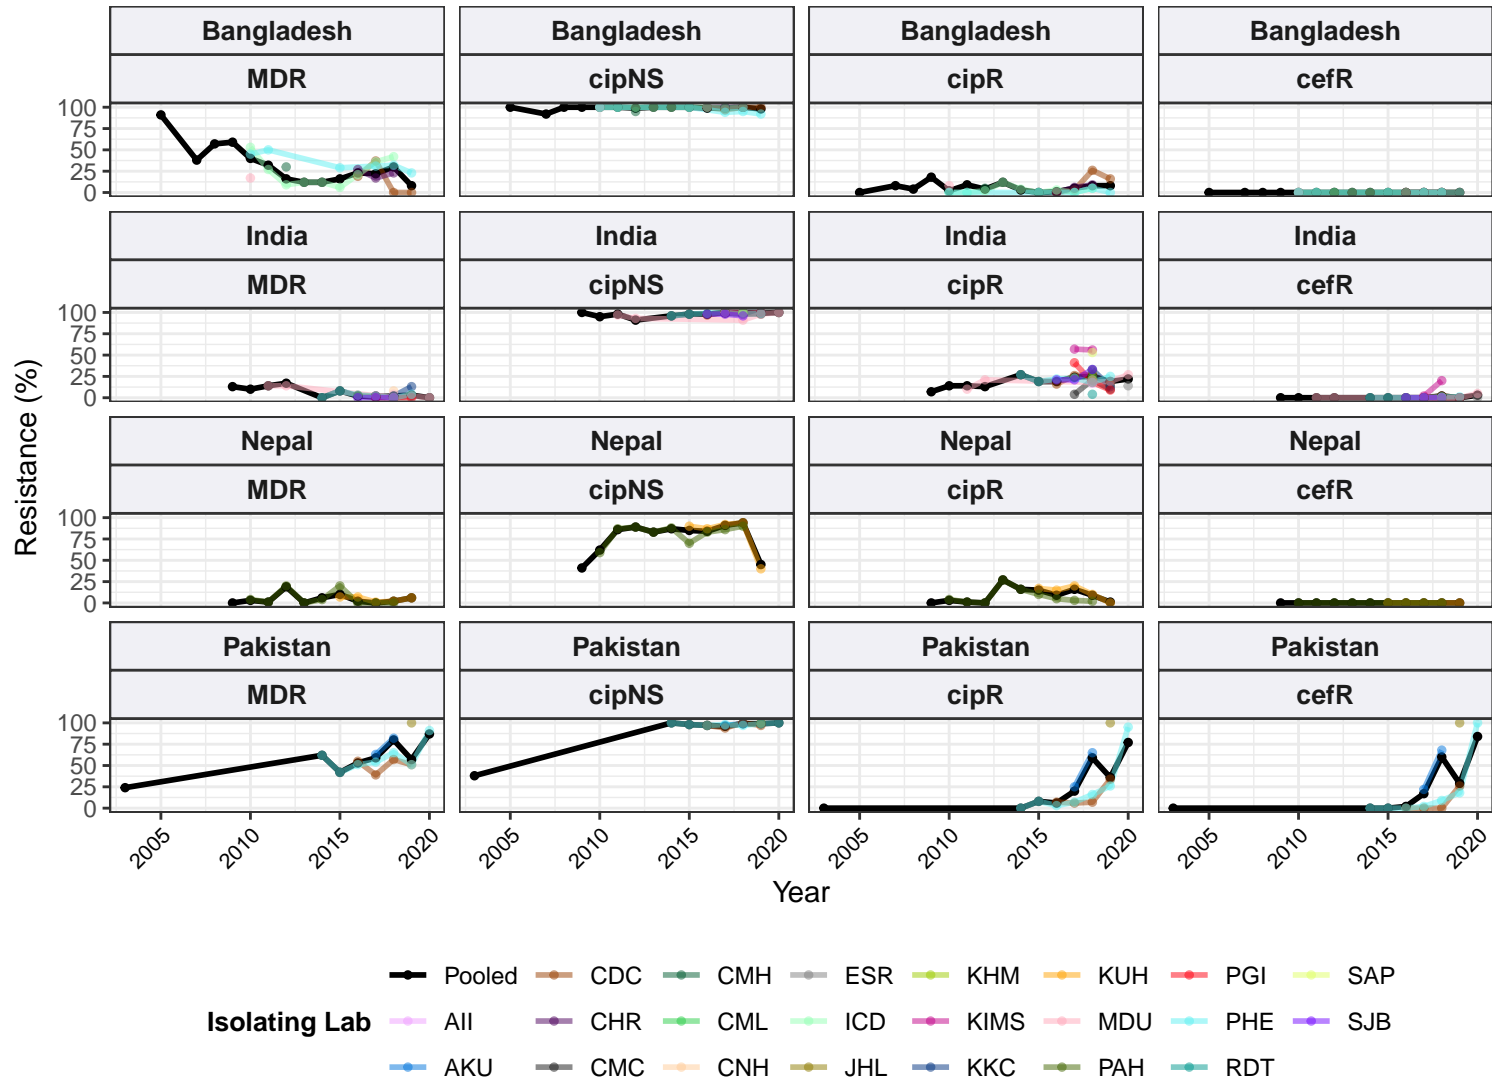 Bangladesh Bangladesh Bangladesh Bangladesh
MDR cipNS cipR cefR
100
75
50
25
0
India India India India
MDR cipNS cipR cefR
100
75
50
25
0
Nepal Nepal Nepal Nepal
MDR cipNS cipR cefR
100
75
50
25
0
Pakistan Pakistan Pakistan Pakistan
MDR cipNS cipR cefR
100
75
50
25
0
Resistance (%)
2005 2010 2015 2020 2005 2010 2015 2020 2005 2010 2015 2020 2005 2010 2015 2020
Year
Isolating Lab
Pooled CDC CMH ESR KHM KUH PGI SAP
AII CHR CML ICD KIMS MDU PHE SJB
AKU CMC CNH JHL KKC PAH RDT